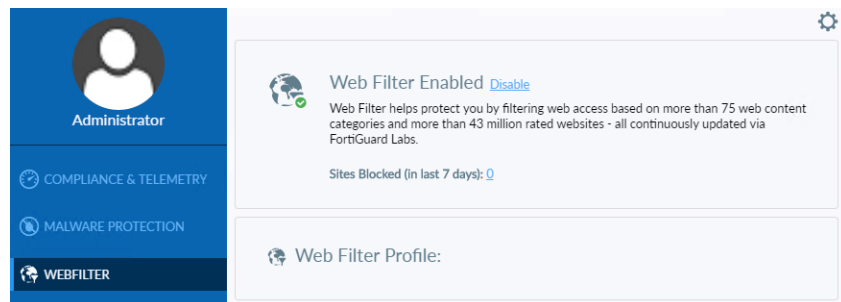 Administrator
COMPLIANCE & TELEMETRY
MALWARE PROTECTION
WEBFILTER
Web Filter Enabled Disable
Web Filter helps protect you by filtering web access based on more than 75 web content
categories and more than 43 million rated websites - all continuously updated via
FortiGuard Labs.
Sites Blocked (in last 7 days): 0
Web Filter Profile: